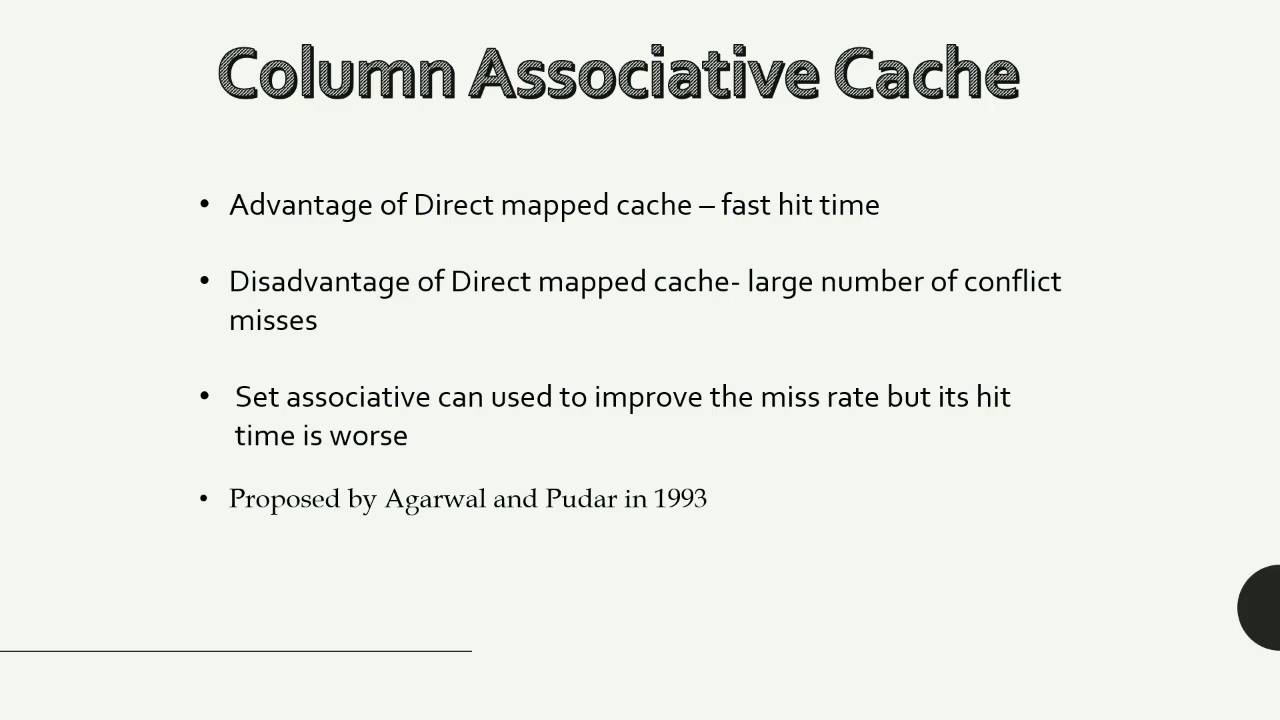 Column Associative Cache
• Advantage of Direct mapped cache – fast hit time
• Disadvantage of Direct mapped cache- large number of conflict
misses
• Set associative can used to improve the miss rate but its hit
time is worse
• Proposed by Agarwal and Pudar in 1993